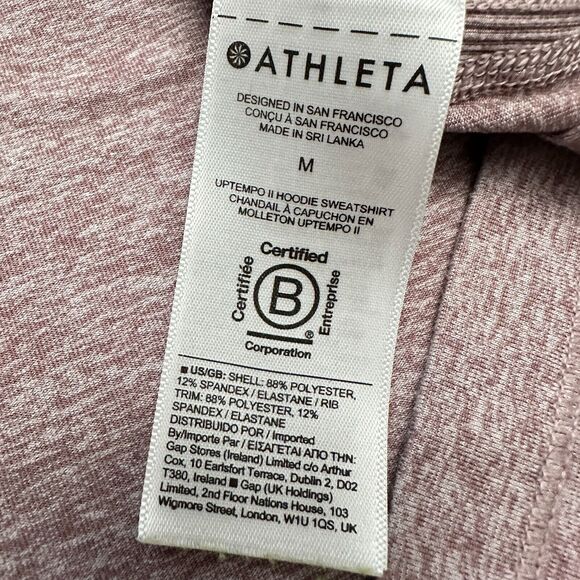 ATHLETA
DESIGNED IN SAN FRANCISCO
CONÇU À SAN FRANCISCO
MADE IN SRI LANKA
M
UPTEMPO II HOODIE SWEATSHIRT
CHANDAIL À CAPUCHON EN
MOLLETON UPTEMPO II
Certified
Certifiée
B
®
Entreprise
Corporation
■ US/GB: SHELL: 88% POLYESTER,
12% SPANDEX / ELASTANE / RIB
TRIM: 88% POLYESTER, 12%
SPANDEX / ELASTANE
DISTRIBUIDO POR / Imported
By/Importe Par / ΕΙΣΑΓΕΤΑΙ ΑΠΟ ΤΗΝ:
Gap Stores (Ireland) Limited c/o Arthur
Cox, 10 Earlsfort Terrace, Dublin 2, D02
T380, Ireland ■ Gap (UK Holdings)
Limited, 2nd Floor Nations House, 103
Wigmore Street, London, W1U 1QS, UK